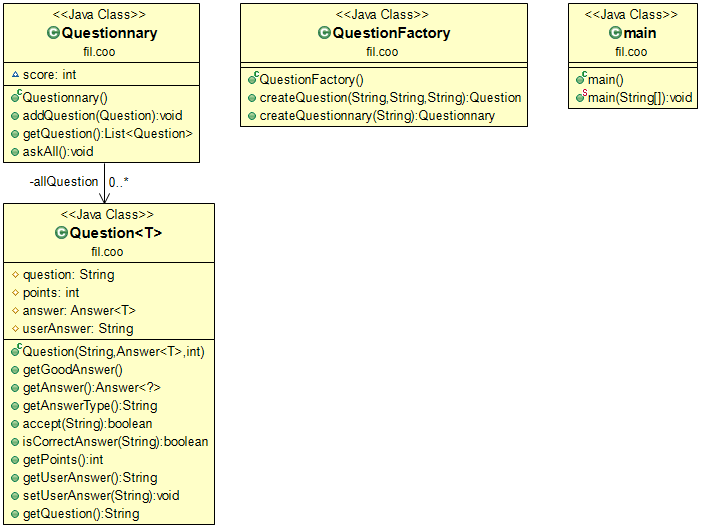 <<Java Class>>
Questionnary
fil.coo
score: int
Questionnary()
addQuestion(Question):void
getQuestion():List<Question>
askAll():void
<<Java Class>>
QuestionFactory
fil.coo
QuestionFactory()
createQuestion(String,String,String):Question
createQuestionnary(String):Questionnary
<<Java Class>>
main
fil.coo
main()
main(String[]):void
-allQuestion 0..*
<<Java Class>>
Question<T>
fil.coo
question: String
points: int
answer: Answer<T>
userAnswer: String
Question(String,Answer<T>,int)
getGoodAnswer()
getAnswer():Answer<?>
getAnswerType():String
accept(String):boolean
isCorrectAnswer(String):boolean
getPoints():int
getUserAnswer():String
setUserAnswer(String):void
getQuestion():String